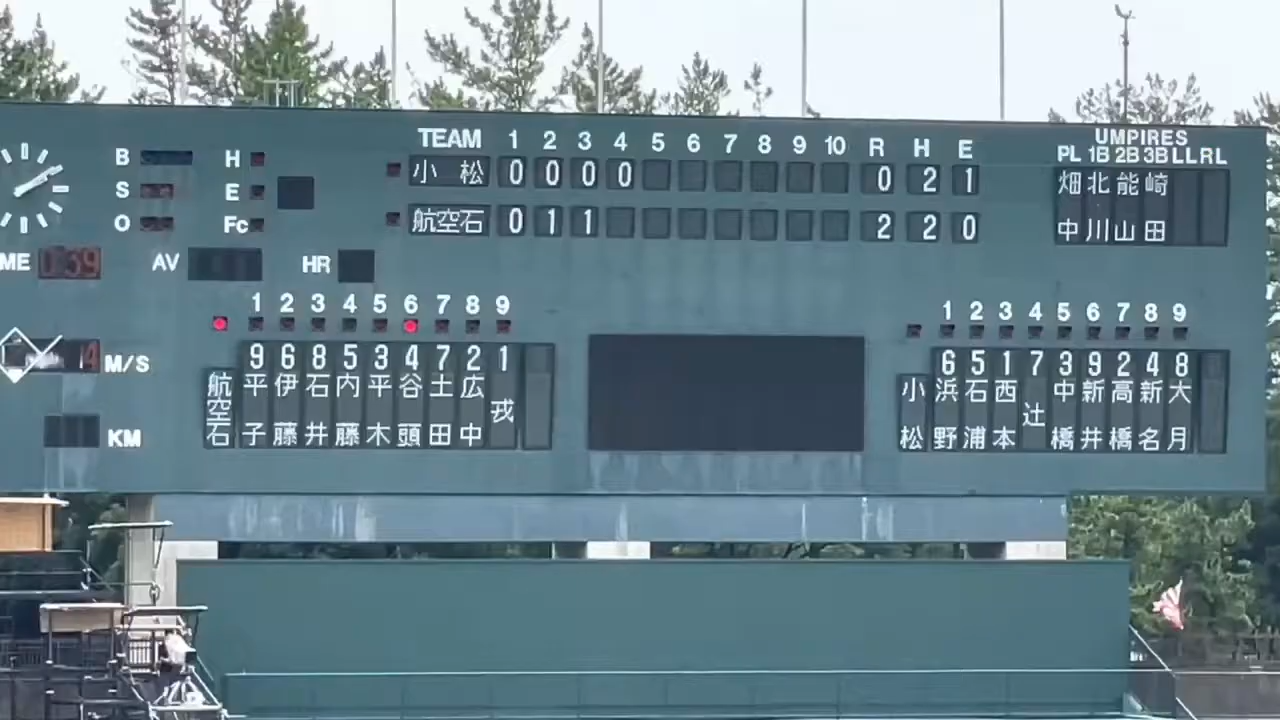 TEAM 1 2 3 4 5 6 7 8 9 10 R H E
小松 0 0 0 0 0 2 1
航空石 0 1 1 2 2 0
UMPIRES
PL 1B 2B 3B LL RL
畑中 北川 能山 崎田
B H
S E
O Fc
ME 59 AV HR
4 M/S
KM
1 2 3 4 5 6 7 8 9
9 6 8 5 3 4 7 2 1
航空石 平子 伊藤 石井 内藤 平木 谷頭 土田 広中 戎
1 2 3 4 5 6 7 8 9
6 5 1 7 3 9 2 4 8
小松 浜野 石浦 西本 辻 中橋 新井 高橋 新名 大月